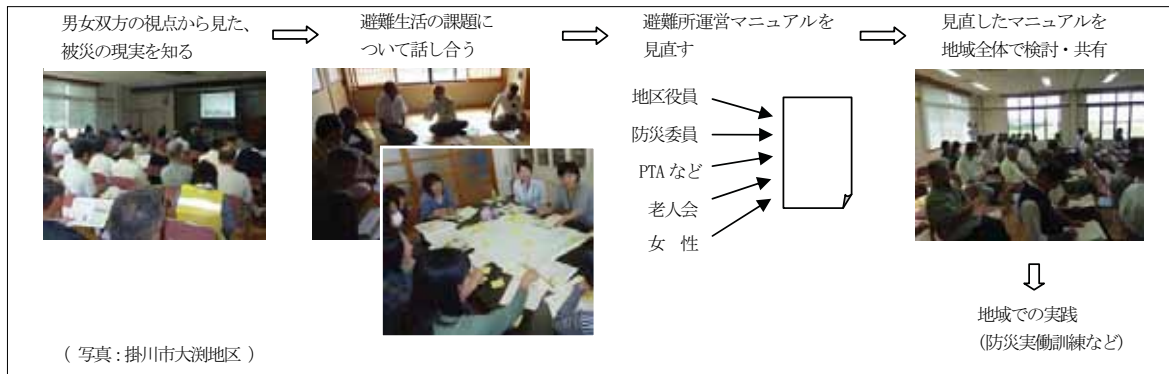 男女双方の視点から見た、
被災の現実を知る
避難生活の課題に
ついて話し合う
避難所運営マニュアルを
見直す
見直したマニュアルを
地域全体で検討・共有
地区役員
防災委員
PTA など
老人会
女 性
地域での実践
(防災実働訓練など)
( 写真 : 掛川市大渕地区 )